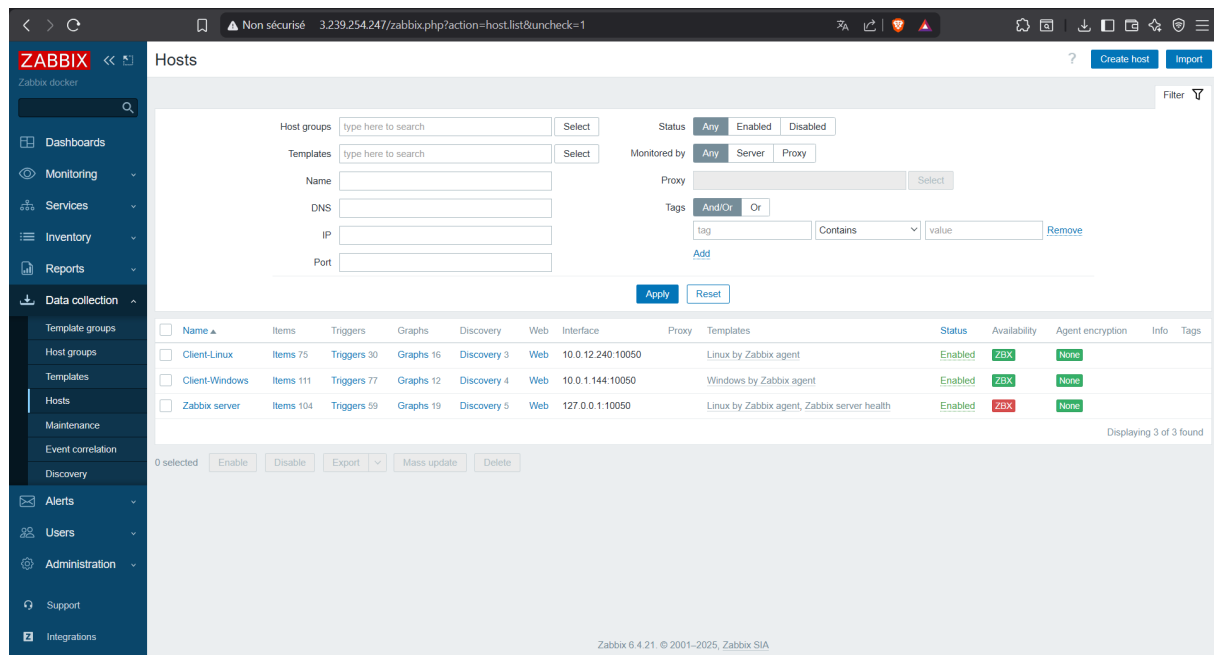 Non sécurisé 3.239.254.247/zabbix.php?action=host.list&uncheck=1
ZABBIX
Zabbix docker
Dashboards
Monitoring
Services
Inventory
Reports
Data collection
Template groups
Host groups
Templates
Hosts
Maintenance
Event correlation
Discovery
Alerts
Users
Administration
Support
Integrations
Hosts
? Create host Import
Filter
Host groups type here to search Select
Templates type here to search Select
Name
DNS
IP
Port
Status Any Enabled Disabled
Monitored by Any Server Proxy
Proxy Select
Tags And/Or Or
tag Contains value Remove
Add
Apply Reset
Name Items Triggers Graphs Discovery Web Interface Proxy Templates Status Availability Agent encryption Info Tags
Client-Linux Items 75 Triggers 30 Graphs 16 Discovery 3 Web 10.0.12.240:10050 Linux by Zabbix agent Enabled ZBX None
Client-Windows Items 111 Triggers 77 Graphs 12 Discovery 4 Web 10.0.1.144:10050 Windows by Zabbix agent Enabled ZBX None
Zabbix server Items 104 Triggers 59 Graphs 19 Discovery 5 Web 127.0.0.1:10050 Linux by Zabbix agent, Zabbix server health Enabled ZBX None
Displaying 3 of 3 found
0 selected Enable Disable Export Mass update Delete
Zabbix 6.4.21. © 2001–2025, Zabbix SIA